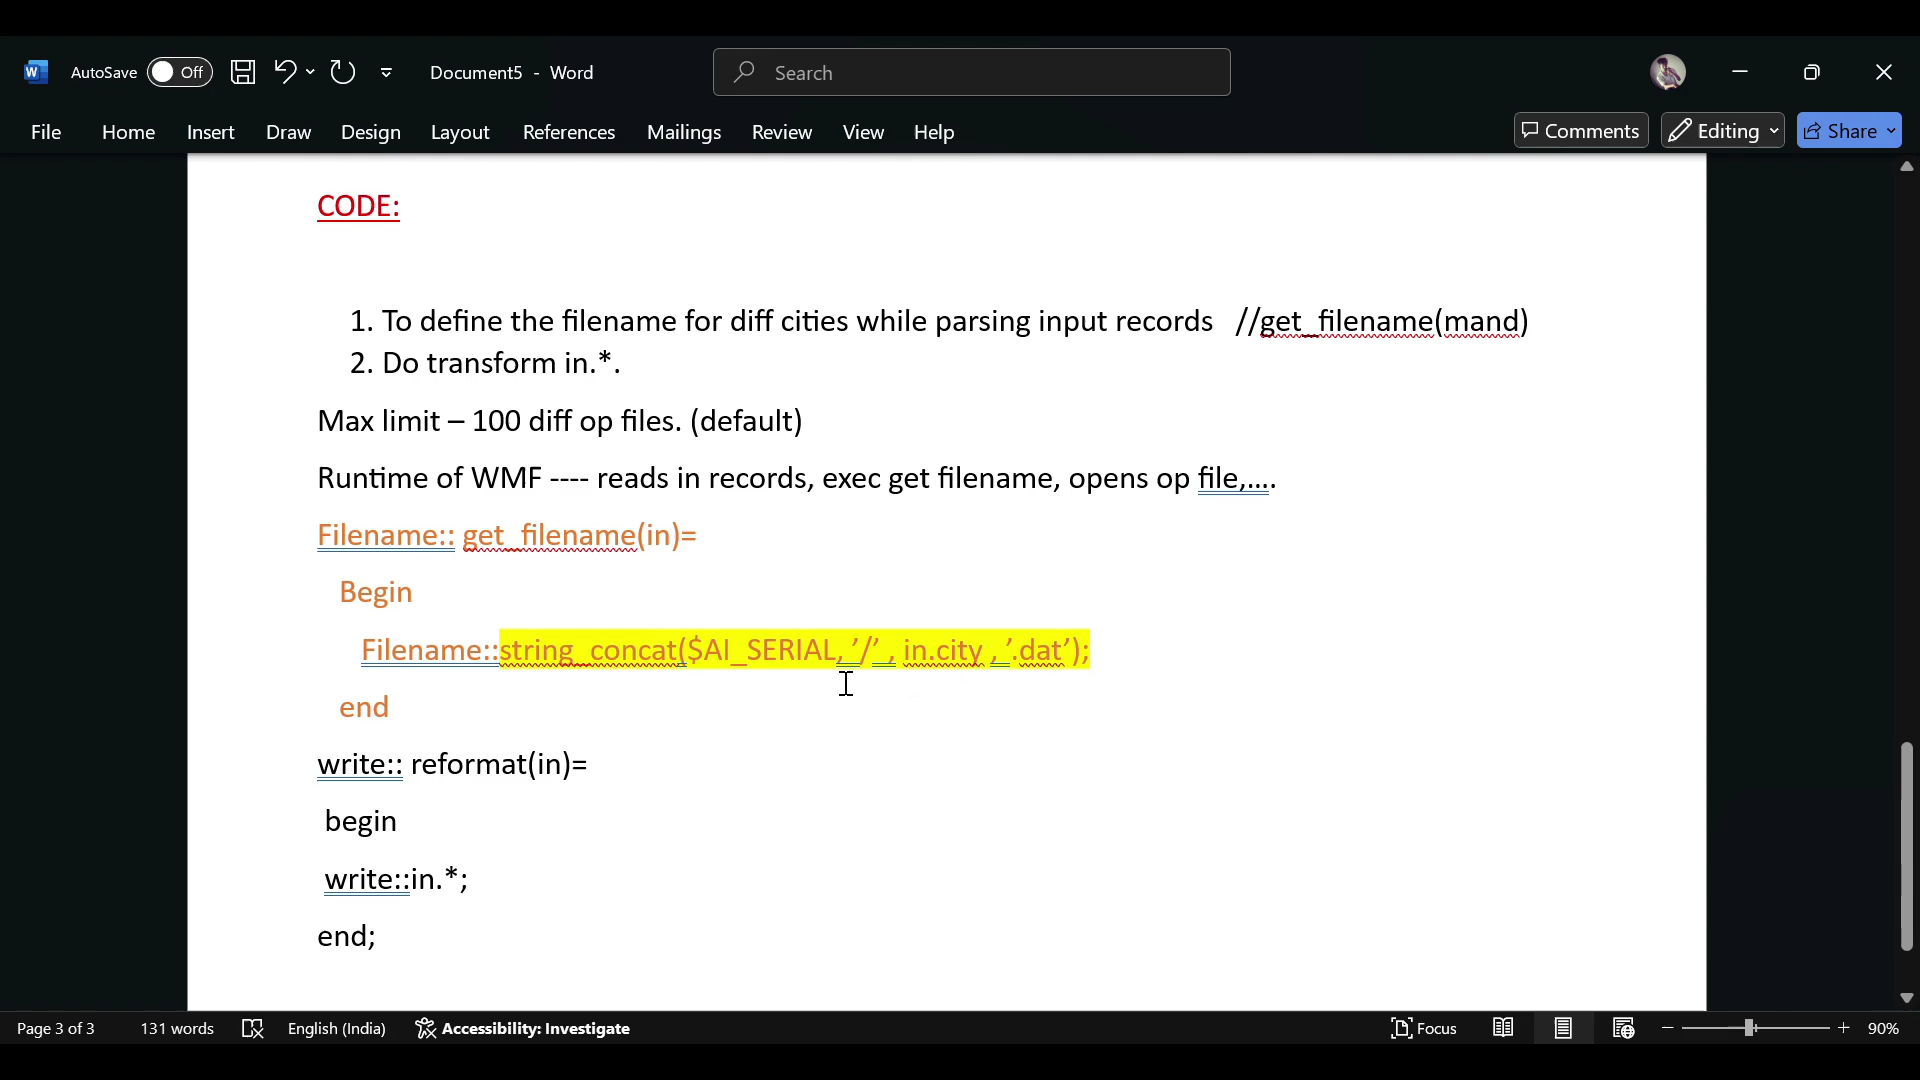 AutoSave Off Document5 - Word Search
File Home Insert Draw Design Layout References Mailings Review View Help Comments Editing Share
CODE:
1. To define the filename for diff cities while parsing input records //get_filename(mand)
2. Do transform in.*.
Max limit – 100 diff op files. (default)
Runtime of WMF ---- reads in records, exec get filename, opens op file,....
Filename:: get_filename(in)=
Begin
Filename::string_concat($AI_SERIAL, ’/’ , in.city , ’.dat’);
end
write:: reformat(in)=
begin
write::in.*;
end;
Page 3 of 3 131 words English (India) Accessibility: Investigate Focus 90%